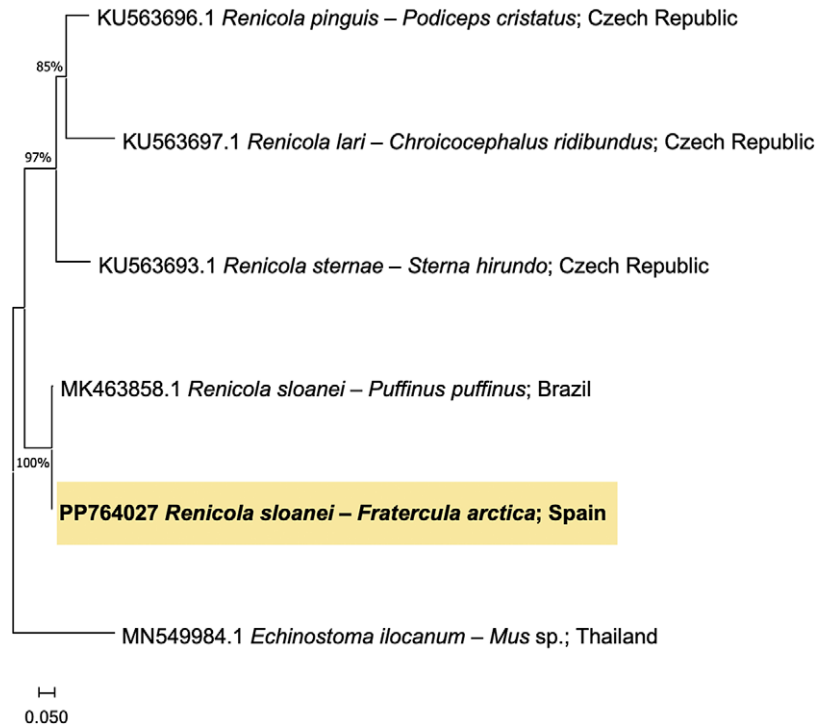 KU563696.1 Renicola pinguis – Podiceps cristatus; Czech Republic
85%
KU563697.1 Renicola lari – Chroicocephalus ridibundus; Czech Republic
97%
KU563693.1 Renicola sternae – Sterna hirundo; Czech Republic
MK463858.1 Renicola sloanei – Puffinus puffinus; Brazil
100%
PP764027 Renicola sloanei – Fratercula arctica; Spain
MN549984.1 Echinostoma ilocanum – Mus sp.; Thailand
0.050